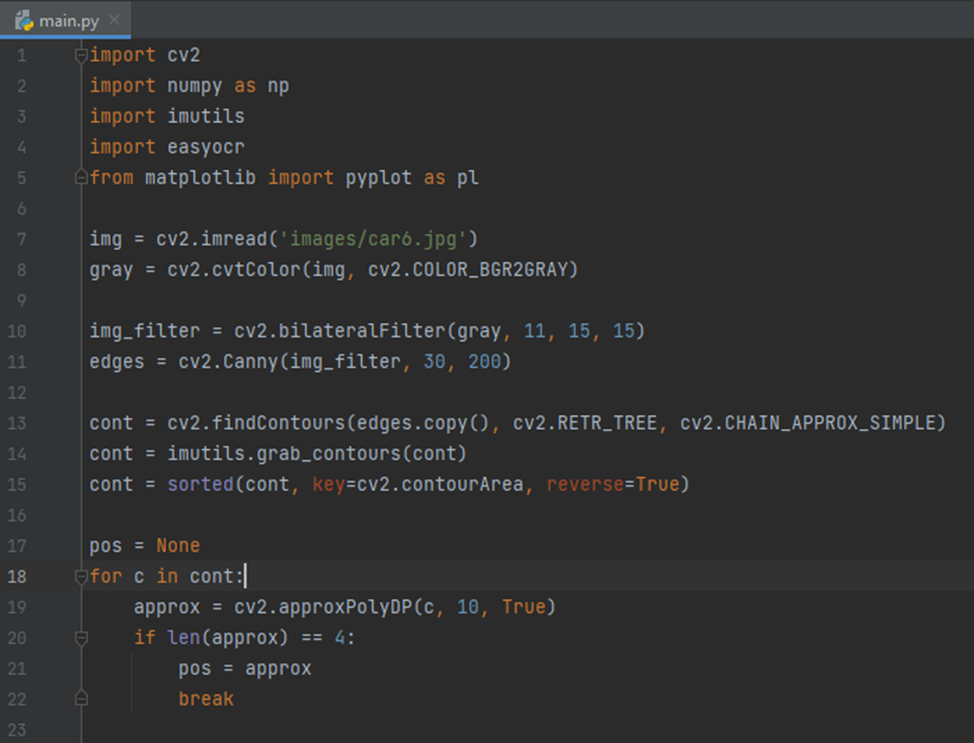 main.py
1 import cv2
2 import numpy as np
3 import imutils
4 import easyocr
5 from matplotlib import pyplot as pl
6
7 img = cv2.imread('images/car6.jpg')
8 gray = cv2.cvtColor(img, cv2.COLOR_BGR2GRAY)
9
10 img_filter = cv2.bilateralFilter(gray, 11, 15, 15)
11 edges = cv2.Canny(img_filter, 30, 200)
12
13 cont = cv2.findContours(edges.copy(), cv2.RETR_TREE, cv2.CHAIN_APPROX_SIMPLE)
14 cont = imutils.grab_contours(cont)
15 cont = sorted(cont, key=cv2.contourArea, reverse=True)
16
17 pos = None
18 for c in cont:
19     approx = cv2.approxPolyDP(c, 10, True)
20     if len(approx) == 4:
21         pos = approx
22         break
23